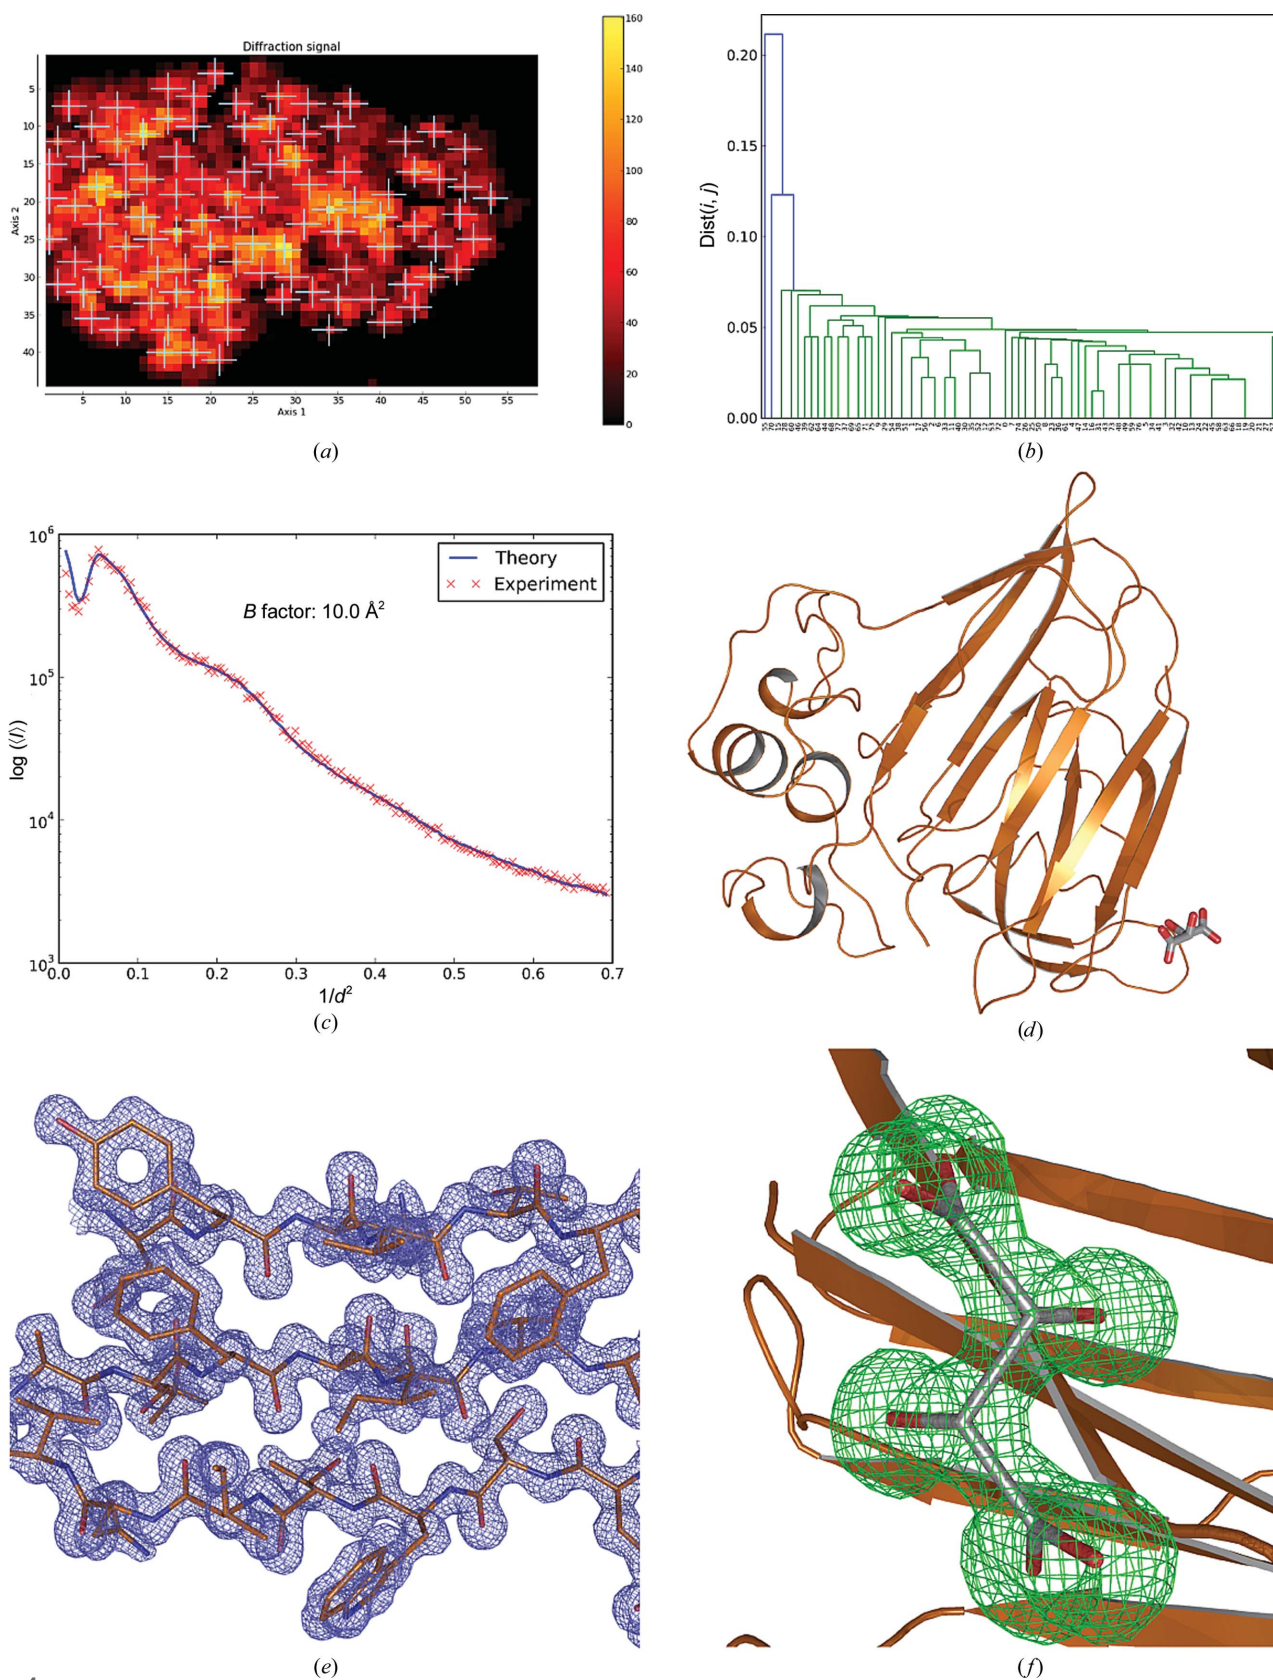 Diffraction signal
160
140
120
100
80
60
40
20
0
5
10
15
20
25
30
35
40
Axis 2
5 10 15 20 25 30 35 40 45 50 55
Axis 1
(a)
0.20
0.15
0.10
0.05
0.00
Dist(i, j)
(b)
10⁶
10⁵
10⁴
10³
log (⟨I⟩)
Theory
Experiment
B factor: 10.0 Å²
0.0 0.1 0.2 0.3 0.4 0.5 0.6 0.7
1/d²
(c)
(d)
(e)
(f)